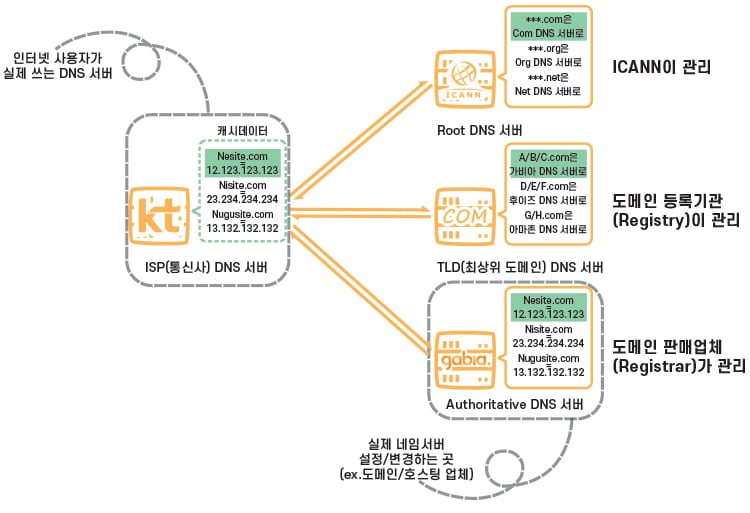 인터넷 사용자가
실제 쓰는 DNS 서버
캐시데이터
Nesite.com
=
12.123.123.123
Nisite.com
=
23.234.234.234
Nugusite.com
=
13.132.132.132
kt
ISP(통신사) DNS 서버
ICANN
***.com은
Com DNS 서버로
***.org은
Org DNS 서버로
***.net은
Net DNS 서버로
Root DNS 서버
ICANN이 관리
COM
A/B/C.com은
가비아 DNS 서버로
D/E/F.com은
후이즈 DNS 서버로
G/H.com은
아마존 DNS 서버로
TLD(최상위 도메인) DNS 서버
도메인 등록기관
(Registry)이 관리
gabia.
Nesite.com
=
12.123.123.123
Nisite.com
=
23.234.234.234
Nugusite.com
=
13.132.132.132
Authoritative DNS 서버
도메인 판매업체
(Registrar)가 관리
실제 네임서버
설정/변경하는 곳
(ex.도메인/호스팅 업체)